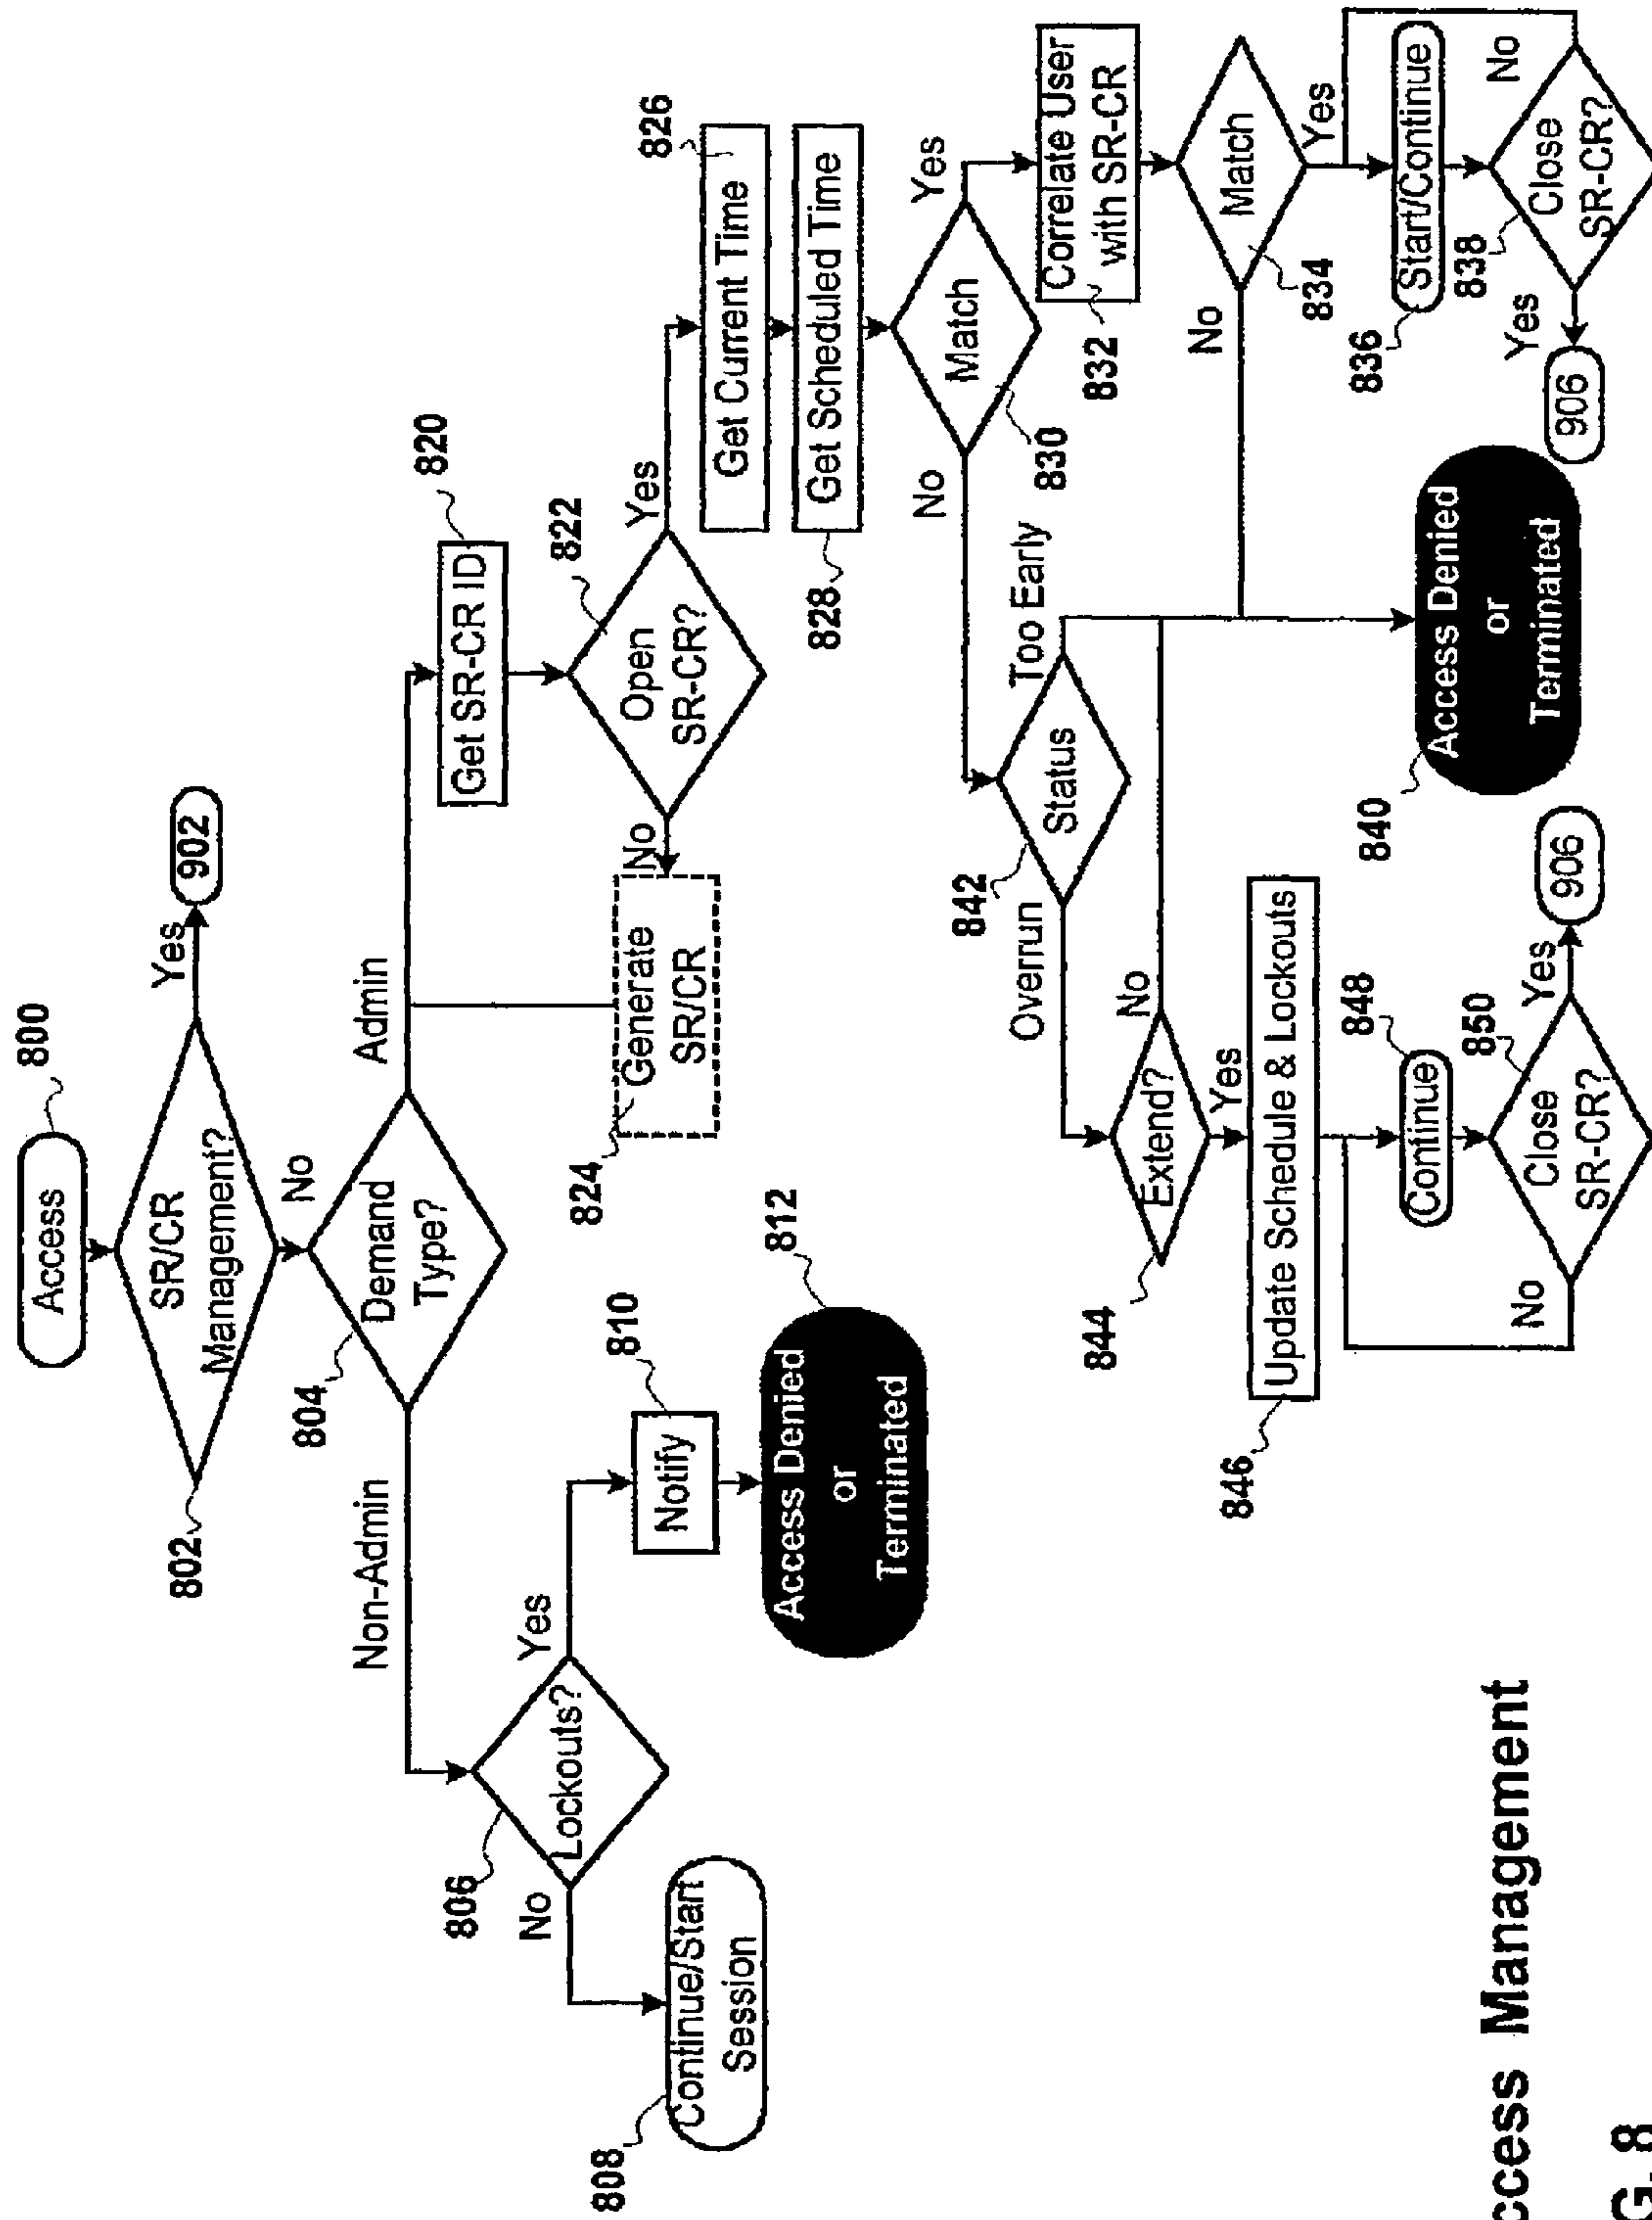 800
Access
802
SR/CR
Management?
Yes
902
No
804
Demand
Type?
Non-Admin
Admin
806
Lockouts?
No
Yes
808
Continue/Start
Session
810
Notify
812
Access Denied
or
Terminated
820
Get SR-CR ID
822
Open
SR-CR?
No
Yes
824
Generate
SR/CR
826
Get Current Time
828
Get Scheduled Time
830
Match
No
Yes
832
Correlate User
with SR-CR
834
Match
No
Yes
836
Start/Continue
838
Close
SR-CR?
No
Yes
906
840
Access Denied
or
Terminated
842
Status
Overrun
Too Early
844
Extend?
No
Yes
846
Update Schedule & Lockouts
848
Continue
850
Close
SR-CR?
No
Yes
906
ccess Management
G. 8